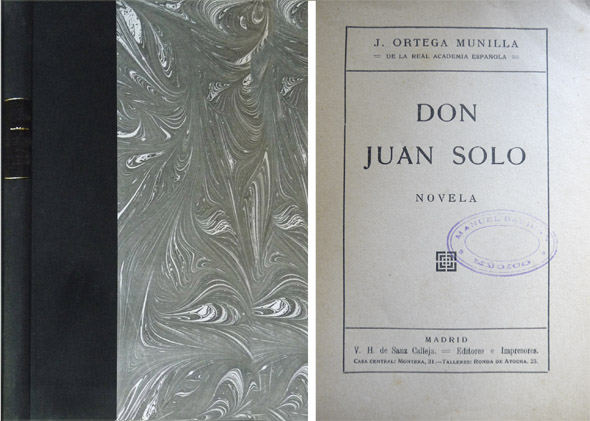 J. ORTEGA MUNILLA
DE LA REAL ACADEMIA ESPAÑOLA
DON
JUAN SOLO
NOVELA
MANUEL
MADRID
V. H. de Sanz Calleja. — Editores e Impresores.
CASA CENTRAL: MONTERA, 31.—TALLERES: RONDA DE ATOCHA, 23.